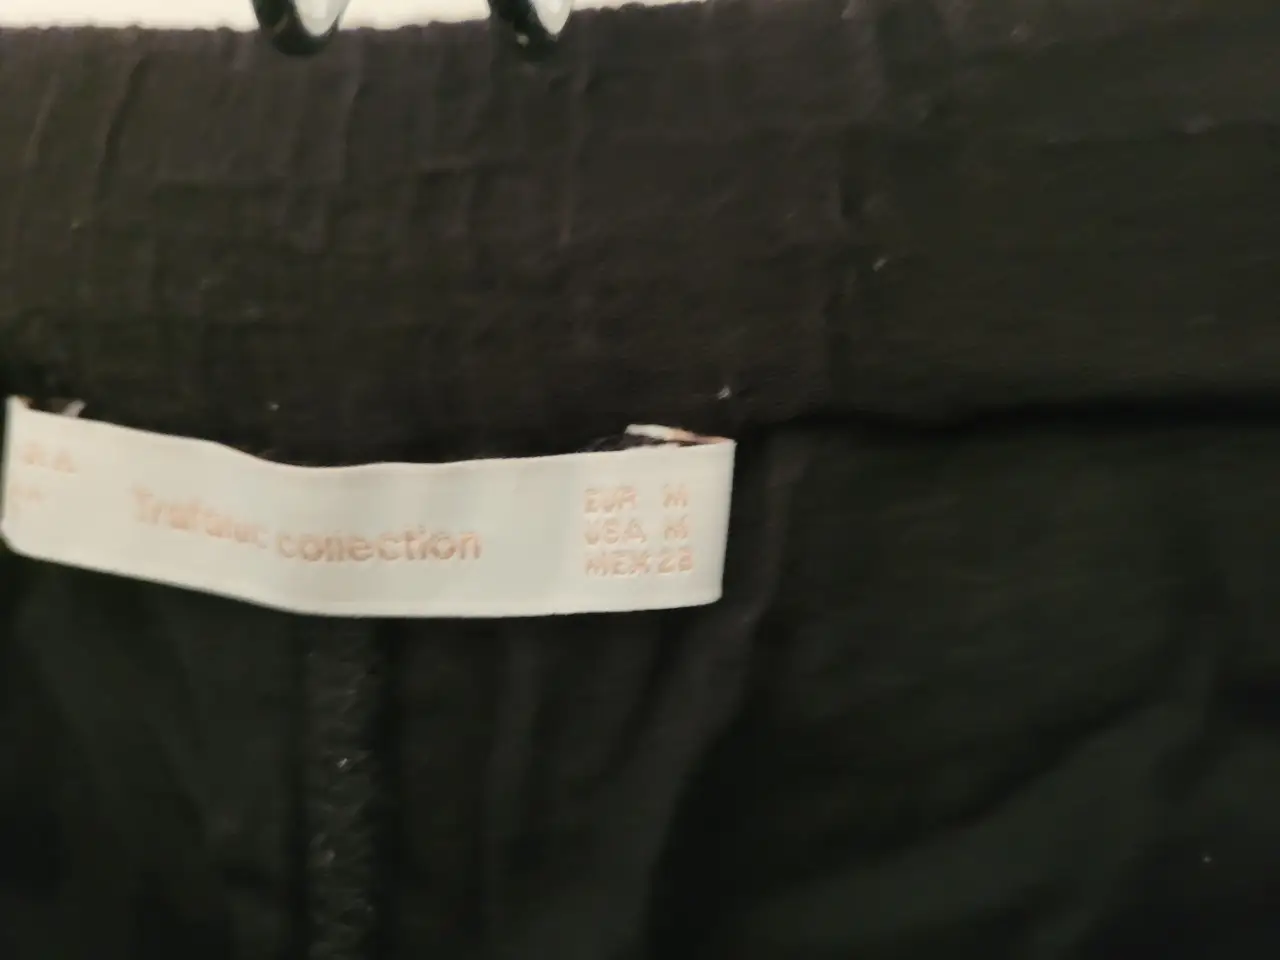 Trafaluc collection
EUR M
USA M
MEX 28